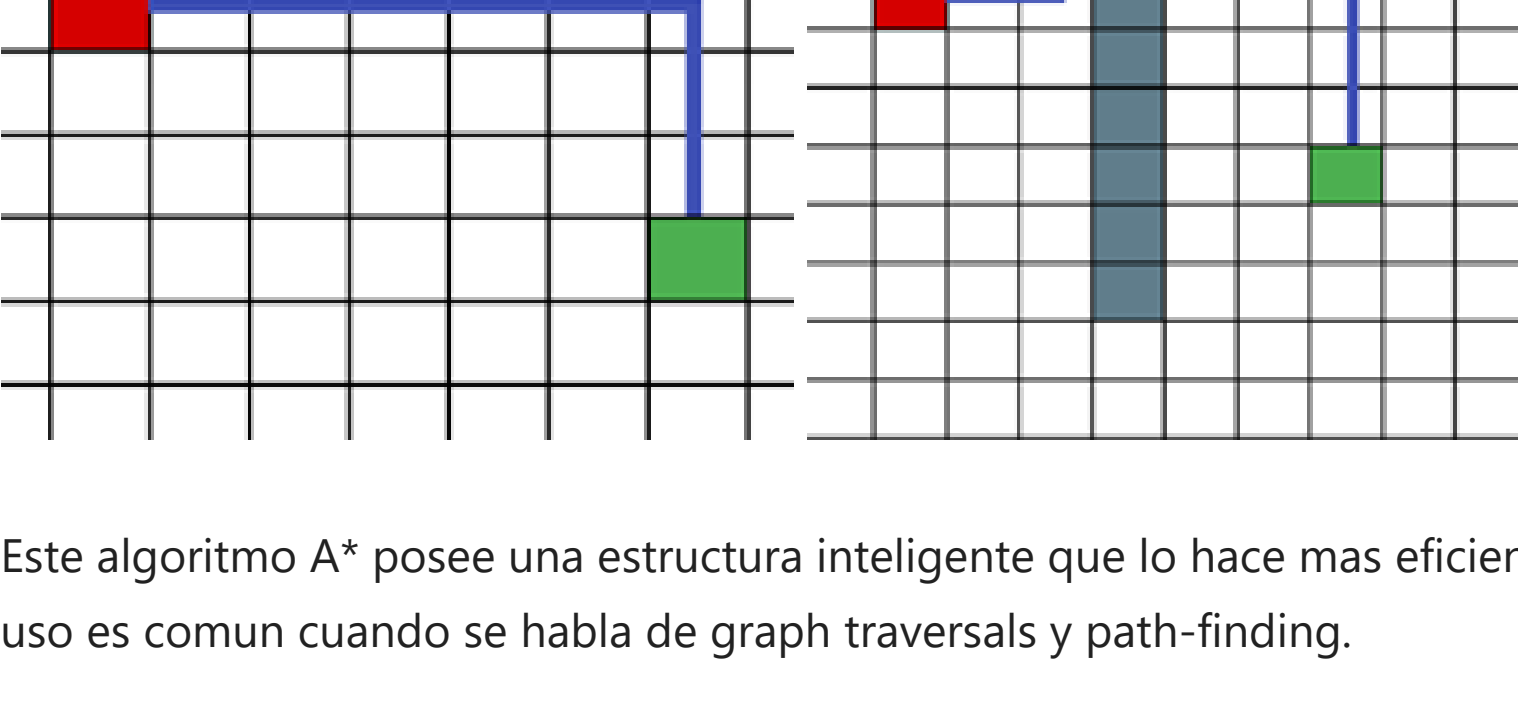 Este algoritmo A* posee una estructura inteligente que lo hace mas
uso es comun cuando se habla de graph traversals y path-finding.